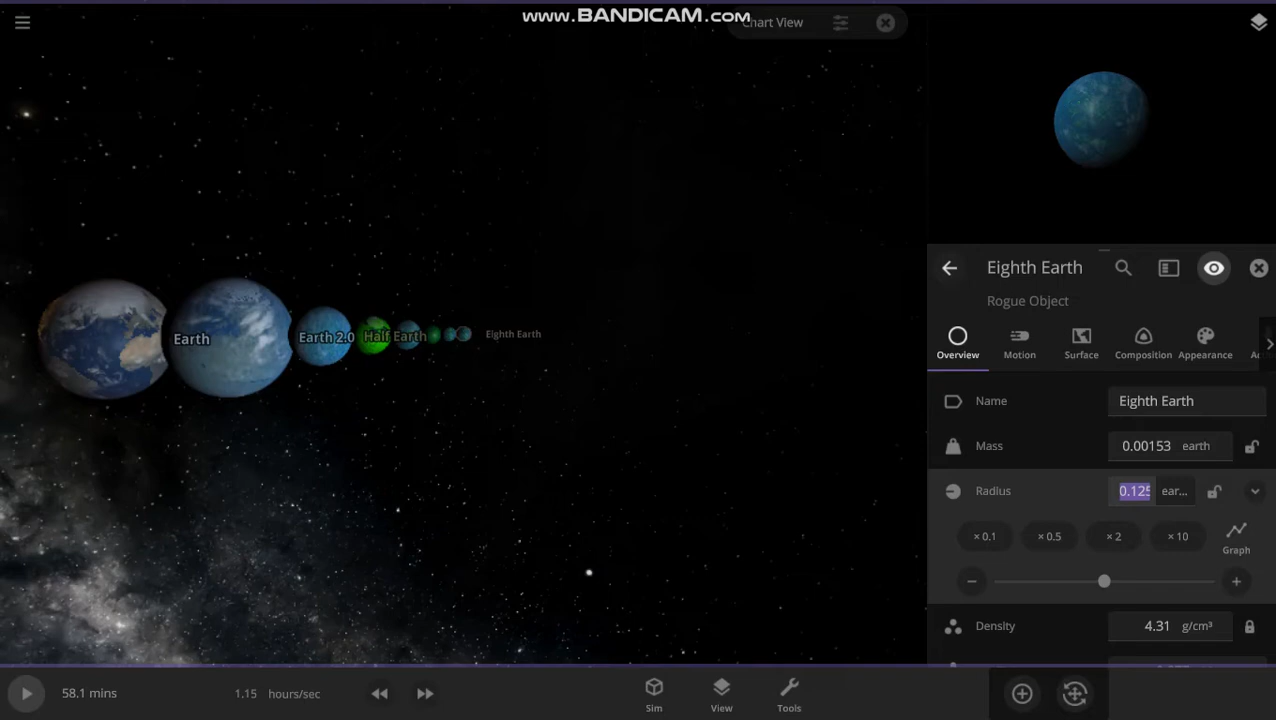 www.BANDICAM.com
Chart View
Earth
Earth 2.0
Half Earth
Eighth Earth
Eighth Earth
Rogue Object
Overview
Motion
Surface
Composition
Appearance
Name
Eighth Earth
Mass
0.00153 earth
Radius
0.125 ear...
× 0.1
× 0.5
× 2
× 10
Graph
Density
4.31 g/cm³
58.1 mins
1.15 hours/sec
Sim
View
Tools